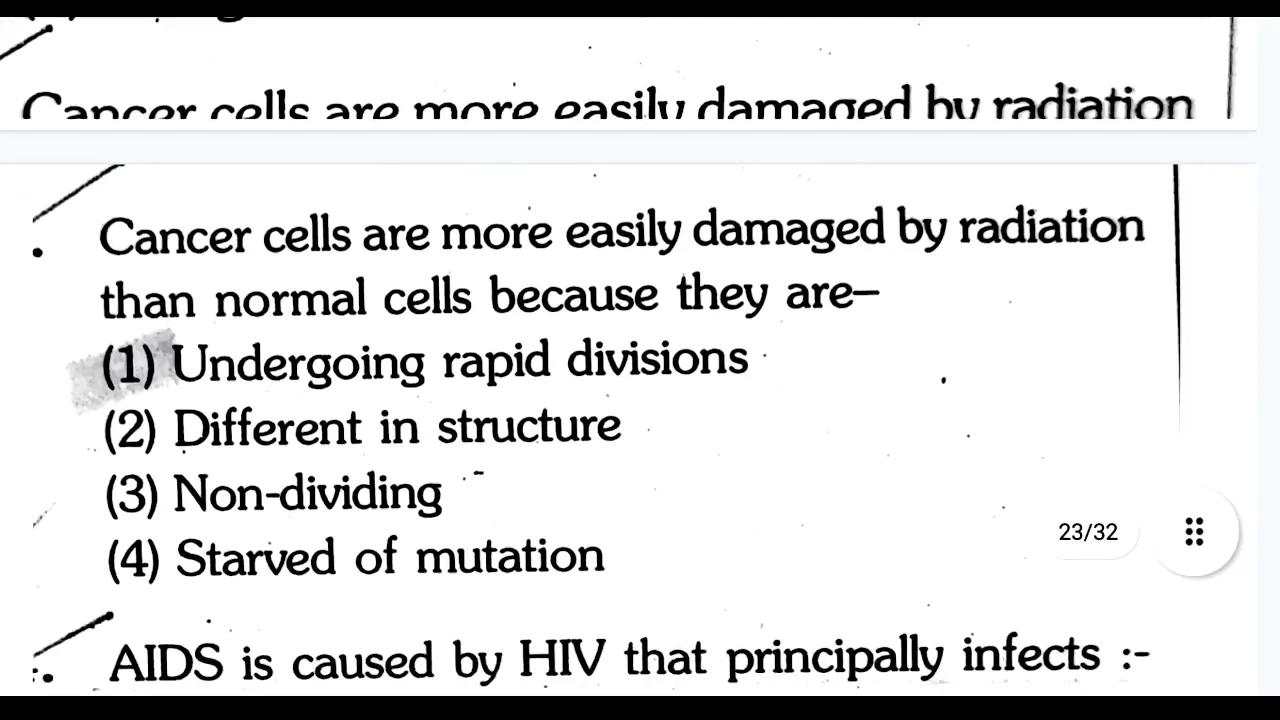 Cancer cells are more easily damaged by radiation
. Cancer cells are more easily damaged by radiation
than normal cells because they are–
(1) Undergoing rapid divisions
(2) Different in structure
(3) Non-dividing
(4) Starved of mutation
23/32
. AIDS is caused by HIV that principally infects :-